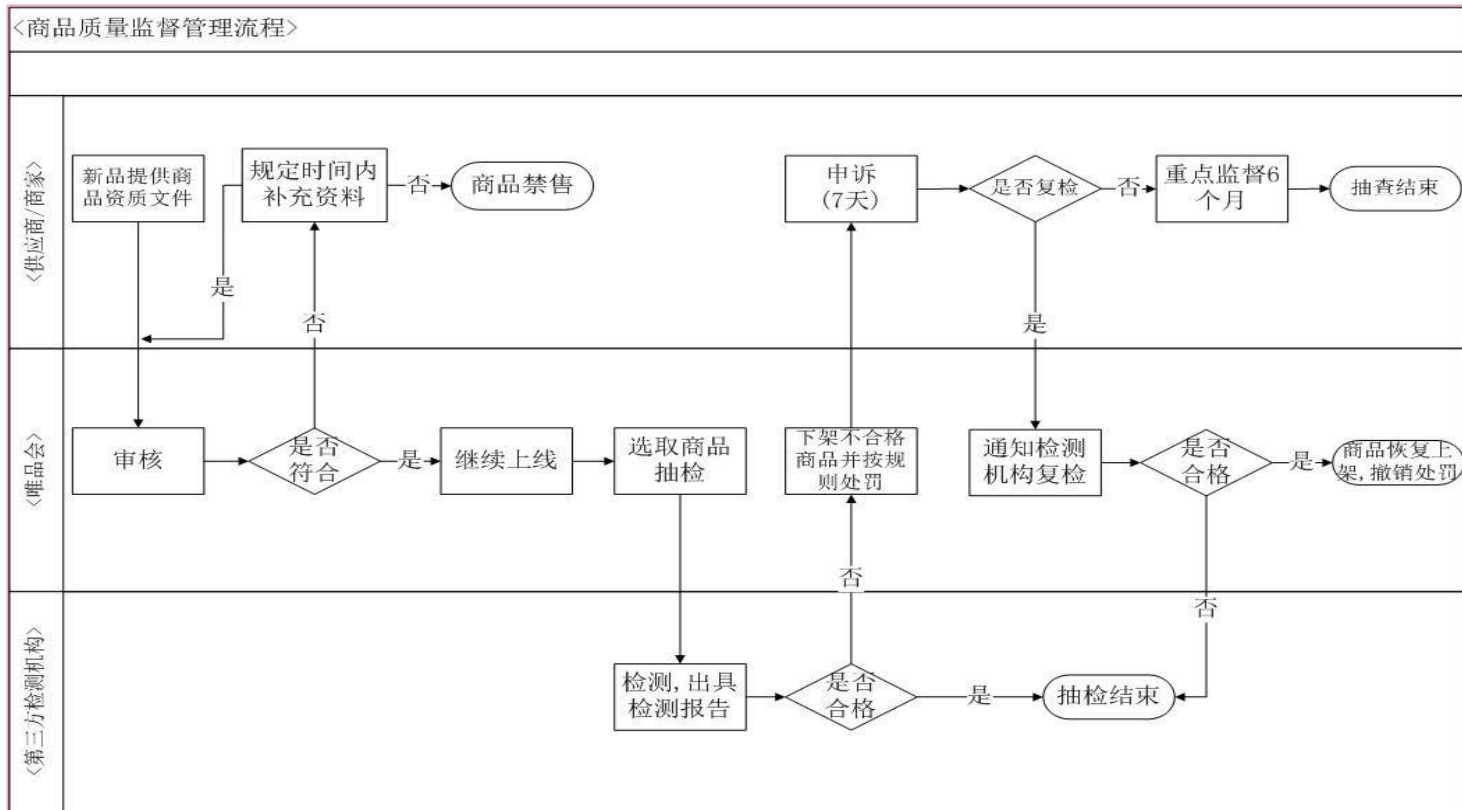 <商品质量监督管理流程>
<供应商/商家>
新品提供商
品资质文件
规定时间内
补充资料
否
商品禁售
是
否
申诉
(7天)
是否复检
否
重点监督6
个月
抽查结束
是
<唯品会>
审核
是否
符合
是
继续上线
选取商品
抽检
下架不合格
商品并按规
则处罚
通知检测
机构复检
是否
合格
是
商品恢复上
架,撤销处罚
否
否
<第三方检测机构>
检测,出具
检测报告
是否
合格
是
抽检结束